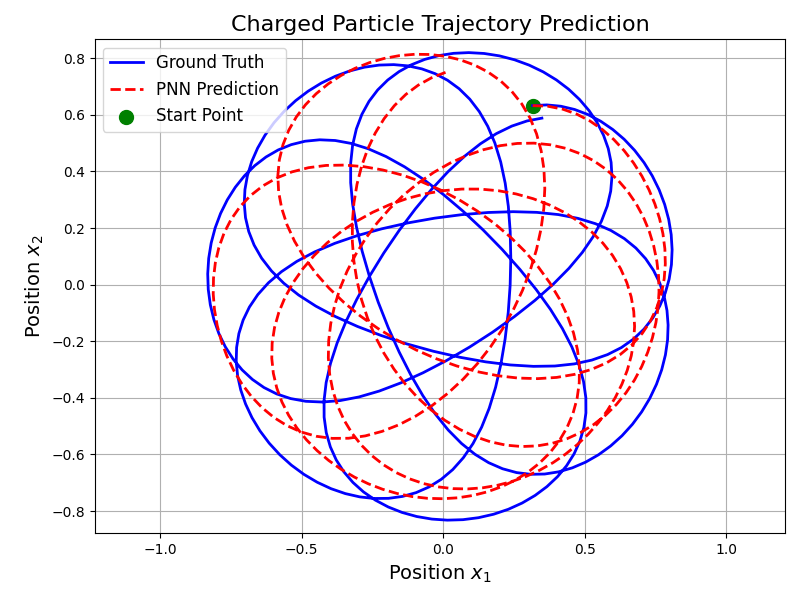 Charged Particle Trajectory Prediction
Ground Truth
PNN Prediction
Start Point
0.8
0.6
0.4
0.2
0.0
−0.2
−0.4
−0.6
−0.8
Position x₂
−1.0
−0.5
0.0
0.5
1.0
Position x₁